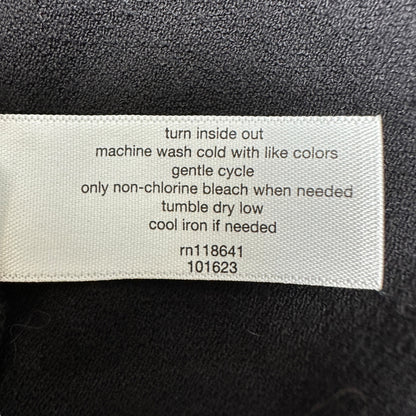 turn inside out
machine wash cold with like colors
gentle cycle
only non-chlorine bleach when needed
tumble dry low
cool iron if needed
rn118641
101623